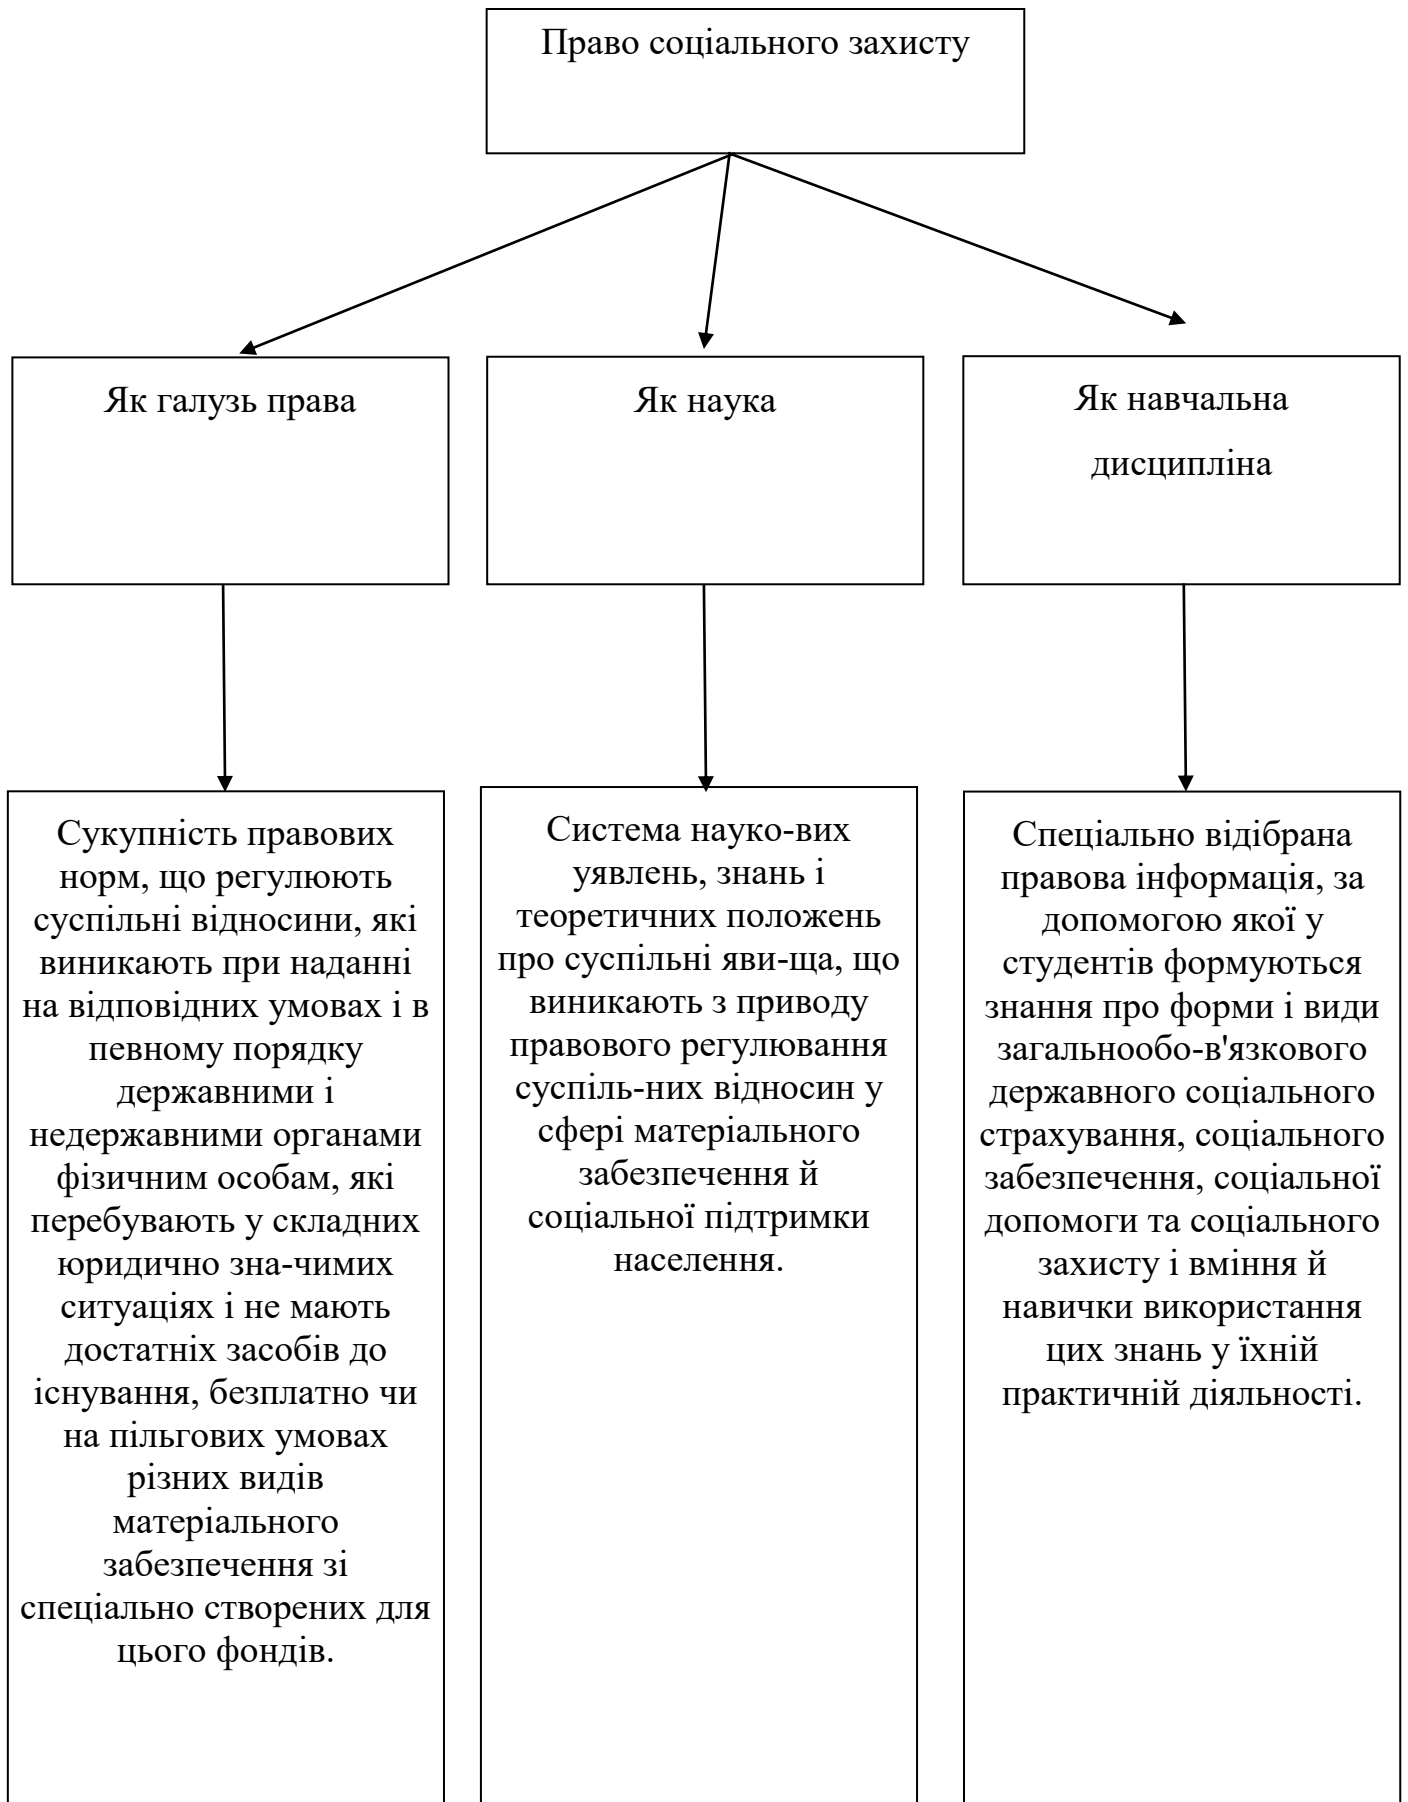 Право соціального захисту
Як галузь права
Як наука
Як навчальна
дисципліна
Сукупність правових
норм, що регулюють
суспільні відносини, які
виникають при наданні
на відповідних умовах і в
певному порядку
державними і
недержавними органами
фізичним особам, які
перебувають у складних
юридично зна-чимих
ситуаціях і не мають
достатніх засобів до
існування, безплатно чи
на пільгових умовах
різних видів
матеріального
забезпечення зі
спеціально створених для
цього фондів.
Система науко-вих
уявлень, знань і
теоретичних положень
про суспільні яви-ща, що
виникають з приводу
правового регулювання
суспіль-них відносин у
сфері матеріального
забезпечення й
соціальної підтримки
населення.
Спеціально відібрана
правова інформація, за
допомогою якої у
студентів формуються
знання про форми і види
загальнообо-в'язкового
державного соціального
страхування, соціального
забезпечення, соціальної
допомоги та соціального
захисту і вміння й
навички використання
цих знань у їхній
практичній діяльності.